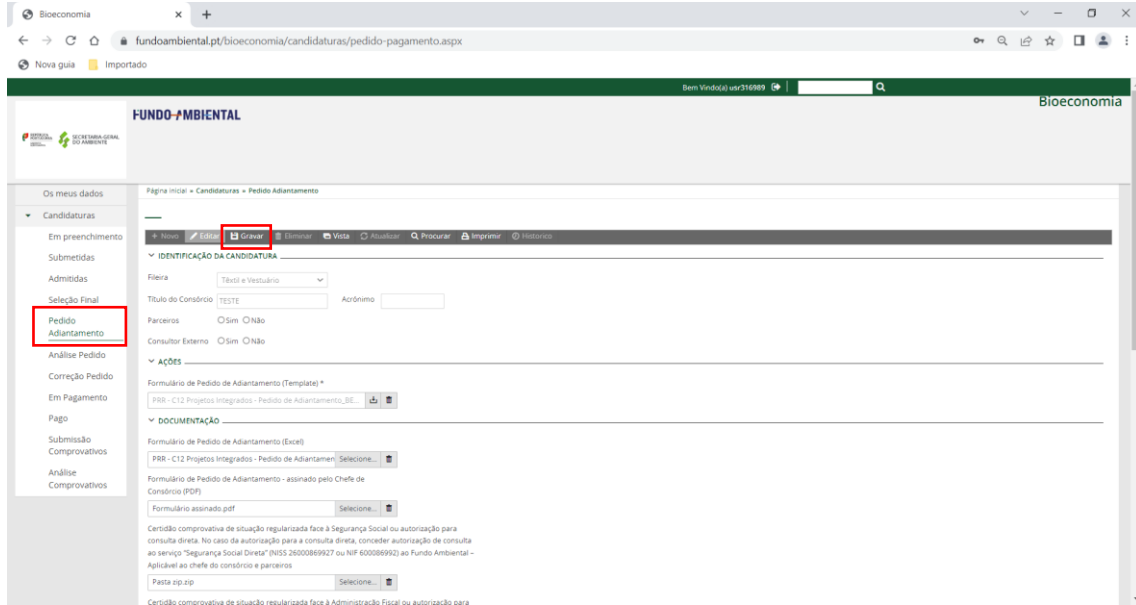 Bioeconomia
fundoambiental.pt/bioeconomia/candidaturas/pedido-pagamento.aspx
Nova guia Importado
Bem Vindo(a) usr316989
Bioeconomia
FUNDO AMBIENTAL
SECRETARIA-GERAL
DO AMBIENTE
Os meus dados
Candidaturas
Em preenchimento
Submetidas
Admitidas
Seleção Final
Pedido
Adiantamento
Análise Pedido
Correção Pedido
Em Pagamento
Pago
Submissão
Comprovativos
Análise
Comprovativos
Página inicial » Candidaturas » Pedido Adiantamento
+ Novo Editar Gravar Eliminar Vista Atualizar Procurar Imprimir Historico
IDENTIFICAÇÃO DA CANDIDATURA
Fileira Têxtil e Vestuário
Título do Consórcio TESTE Acrónimo
Parceiros Sim Não
Consultor Externo Sim Não
AÇÕES
Formulário de Pedido de Adiantamento (Template) *
PRR - C12 Projetos Integrados - Pedido de Adiantamento_BE...
DOCUMENTAÇÃO
Formulário de Pedido de Adiantamento (Excel)
PRR - C12 Projetos Integrados - Pedido de Adiantamen Selecione...
Formulário de Pedido de Adiantamento - assinado pelo Chefe de
Consórcio (PDF)
Formulário assinado.pdf Selecione...
Certidão comprovativa de situação regularizada face à Segurança Social ou autorização para
consulta direta. No caso da autorização para a consulta direta, conceder autorização de consulta
ao serviço "Segurança Social Direta" (NISS 26000869927 ou NIF 600086992) ao Fundo Ambiental –
Aplicável ao chefe do consórcio e parceiros
Pasta zip.zip Selecione...
Certidão comprovativa de situação regularizada face à Administração Fiscal ou autorização para